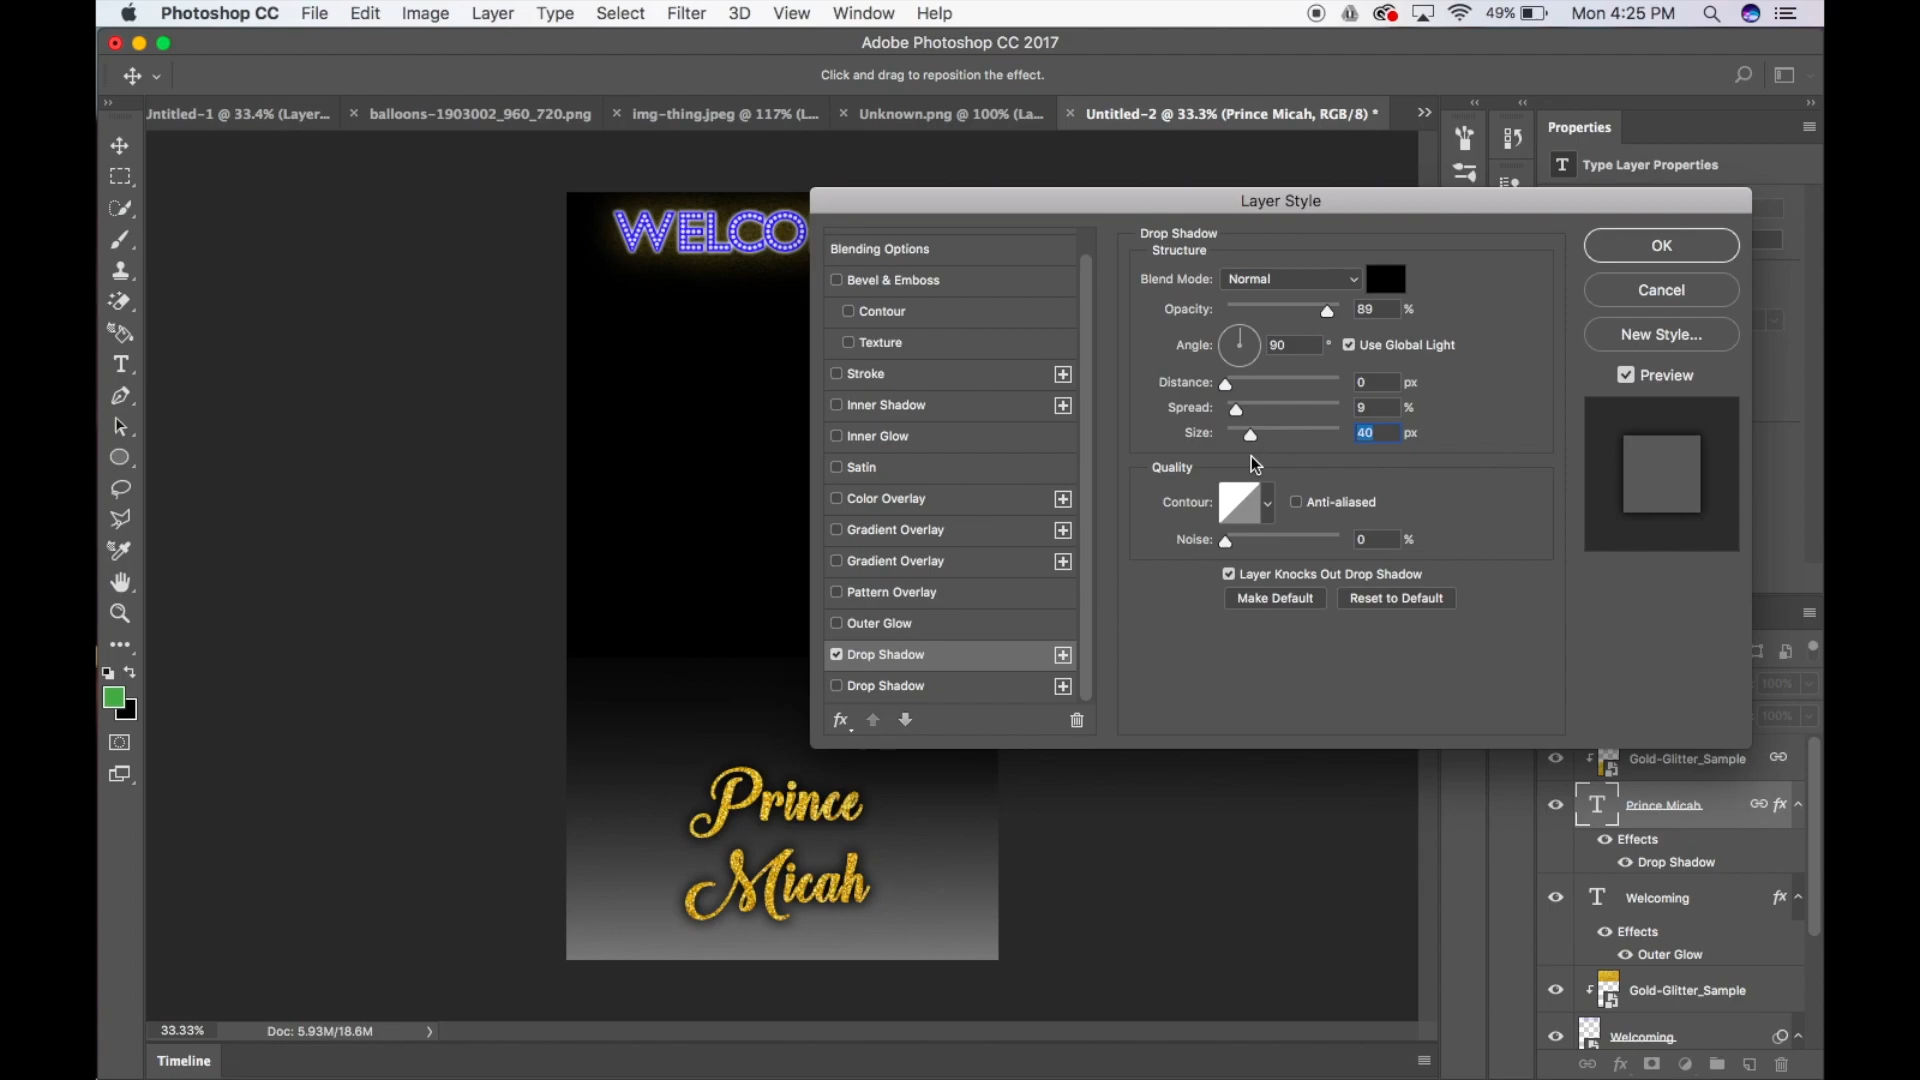 Photoshop CC File Edit Image Layer Type Select Filter 3D View Window Help 49% Mon 4:25 PM
Adobe Photoshop CC 2017
Click and drag to reposition the effect.
Untitled-1 @ 33.4% (Layer... balloons-1903002_960_720.png img-thing.jpeg @ 117% (L... Unknown.png @ 100% (La... Untitled-2 @ 33.3% (Prince Micah, RGB/8) *
Properties
T Type Layer Properties
WELCO
Layer Style
Blending Options
Bevel & Emboss
Contour
Texture
Stroke
Inner Shadow
Inner Glow
Satin
Color Overlay
Gradient Overlay
Gradient Overlay
Pattern Overlay
Outer Glow
Drop Shadow
Drop Shadow
fx
Drop Shadow
Structure
Blend Mode: Normal
Opacity: 89 %
Angle: 90 ° Use Global Light
Distance: 0 px
Spread: 9 %
Size: 40 px
Quality
Contour: Anti-aliased
Noise: 0 %
Layer Knocks Out Drop Shadow
Make Default Reset to Default
OK
Cancel
New Style...
Preview
100%
100%
Prince
Micah
Gold-Glitter_Sample
T Prince Micah fx
Effects
Drop Shadow
T Welcoming fx
Effects
Outer Glow
Gold-Glitter_Sample
Welcoming
fx
33.33% Doc: 5.93M/18.6M
Timeline